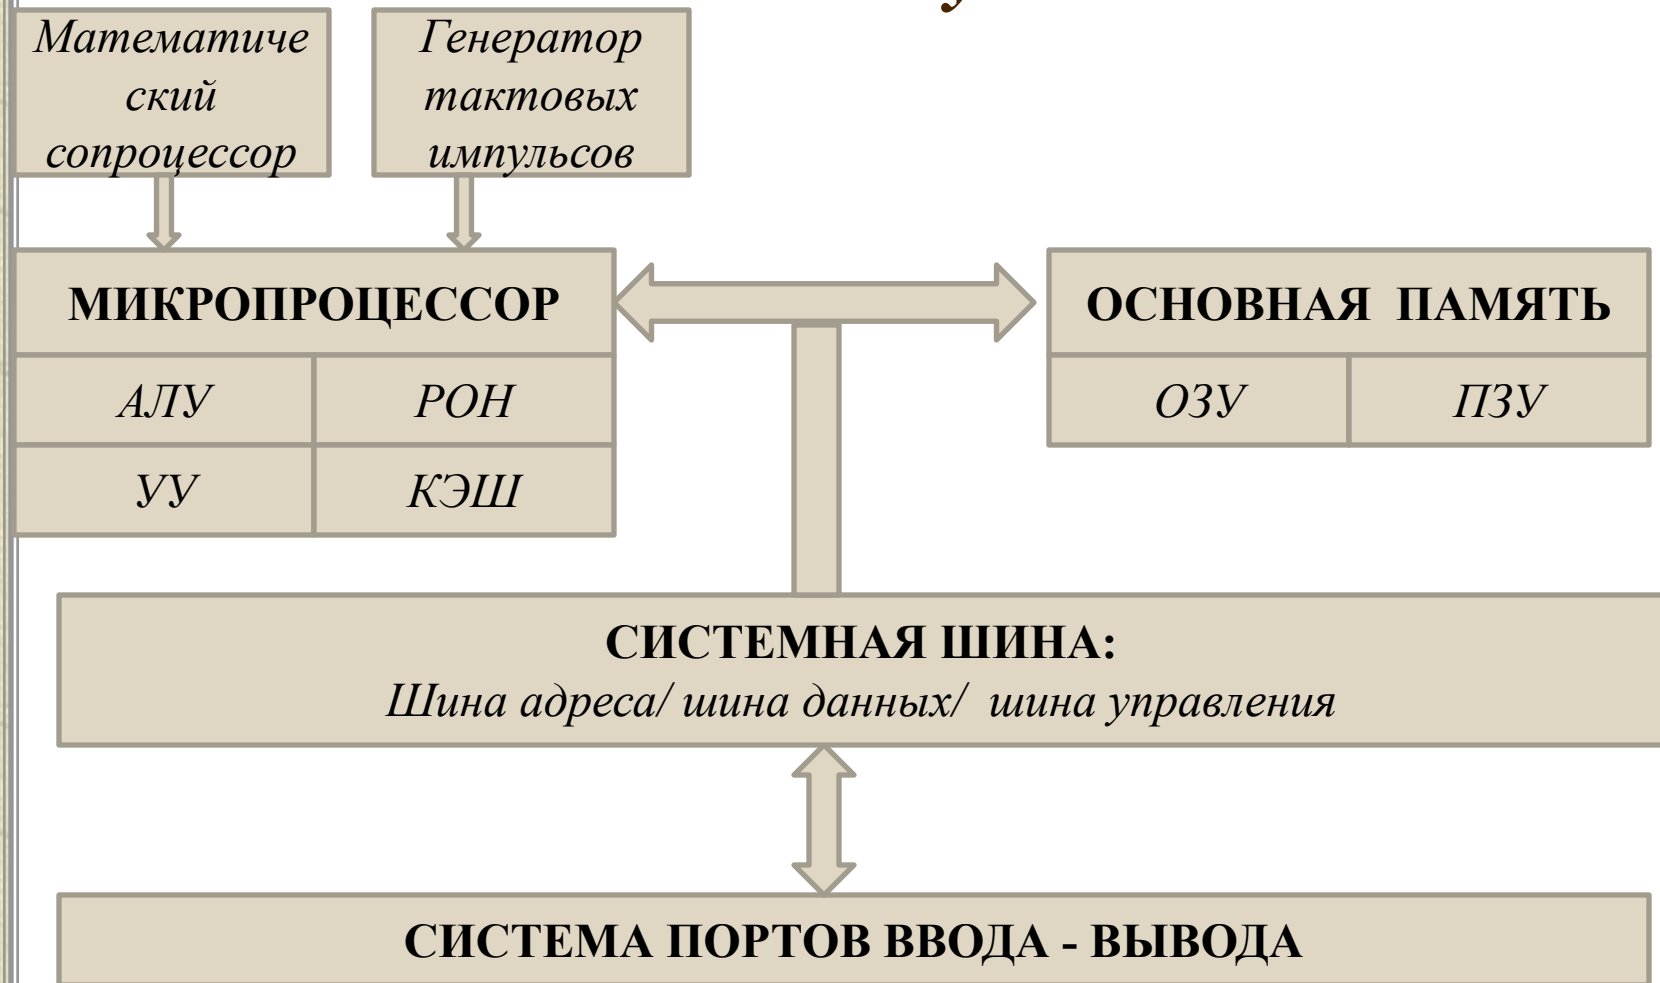 Математиче
ский
сопроцессор
Генератор
тактовых
импульсов
МИКРОПРОЦЕССОР
ОСНОВНАЯ ПАМЯТЬ
АЛУ
РОН
ОЗУ
ПЗУ
УУ
КЭШ
СИСТЕМНАЯ ШИНА:
Шина адреса/ шина данных/ шина управления
СИСТЕМА ПОРТОВ ВВОДА - ВЫВОДА